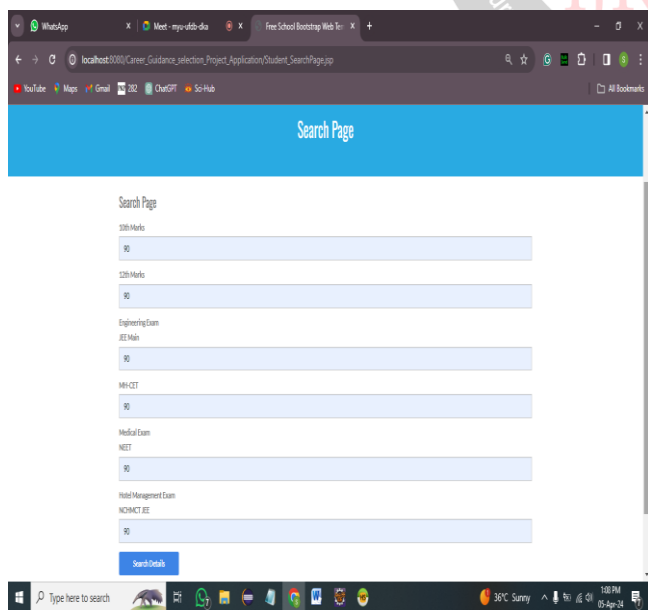 WhatsApp
Meet - myu-ufdb-dka
Free School Bootstrap Web Ter
localhost:8080/Career_Guidance_selection_Project_Application/Student_SearchPage.jsp
YouTube Maps Gmail 282 ChatGPT Sci-Hub
All Bookmarks
Search Page
Search Page
10th Marks
90
12th Marks
90
Engineering Exam
JEE Main
90
MH-CET
90
Medical Exam
NEET
90
Hotel Management Exam
NCHMCT JEE
90
Search Details
Type here to search
36°C Sunny
1:08 PM
05-Apr-24